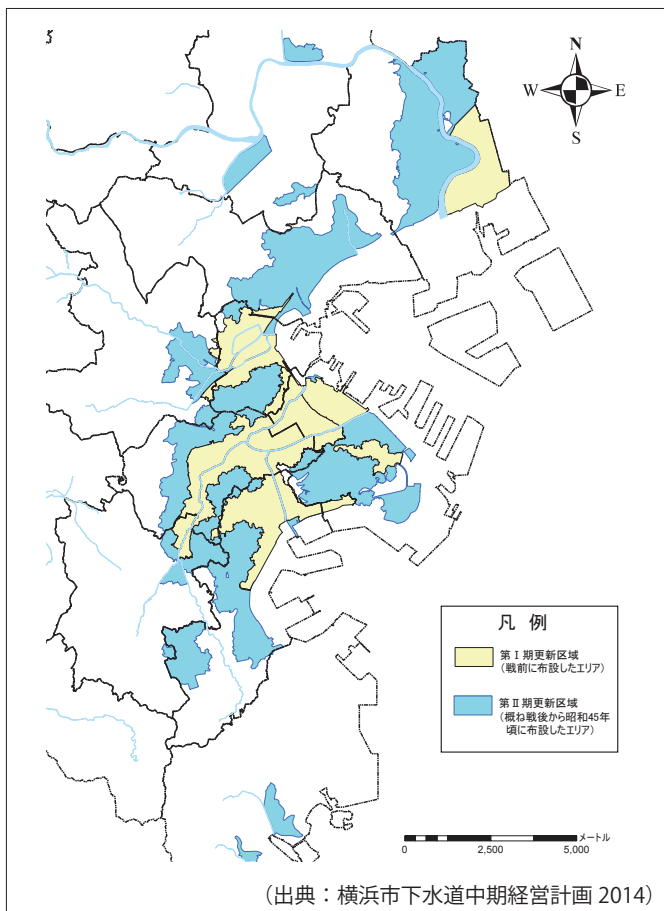 N
W E
S
凡 例
第Ⅰ期更新区域
(戦前に布設したエリア)
第Ⅱ期更新区域
(概ね戦後から昭和45年
頃に布設したエリア)
メートル
0 2,500 5,000
(出典:横浜市下水道中期経営計画 2014)